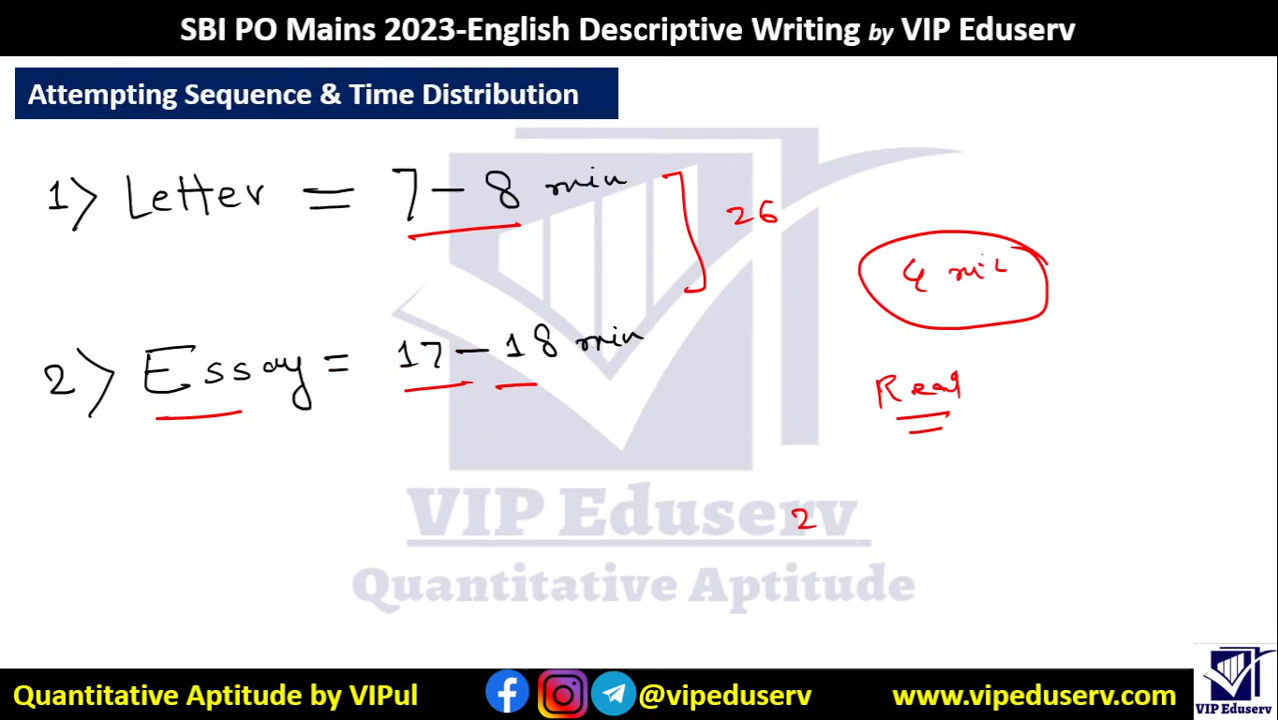 SBI PO Mains 2023-English Descriptive Writing by VIP Eduserv
Attempting Sequence & Time Distribution
1> Letter = 7 - 8 min
26
4 min
2> Essay = 17 - 18 min
Read
2
VIP Eduserv
Quantitative Aptitude
Quantitative Aptitude by VIPul
@vipeduserv
www.vipeduserv.com
VIP Eduserv